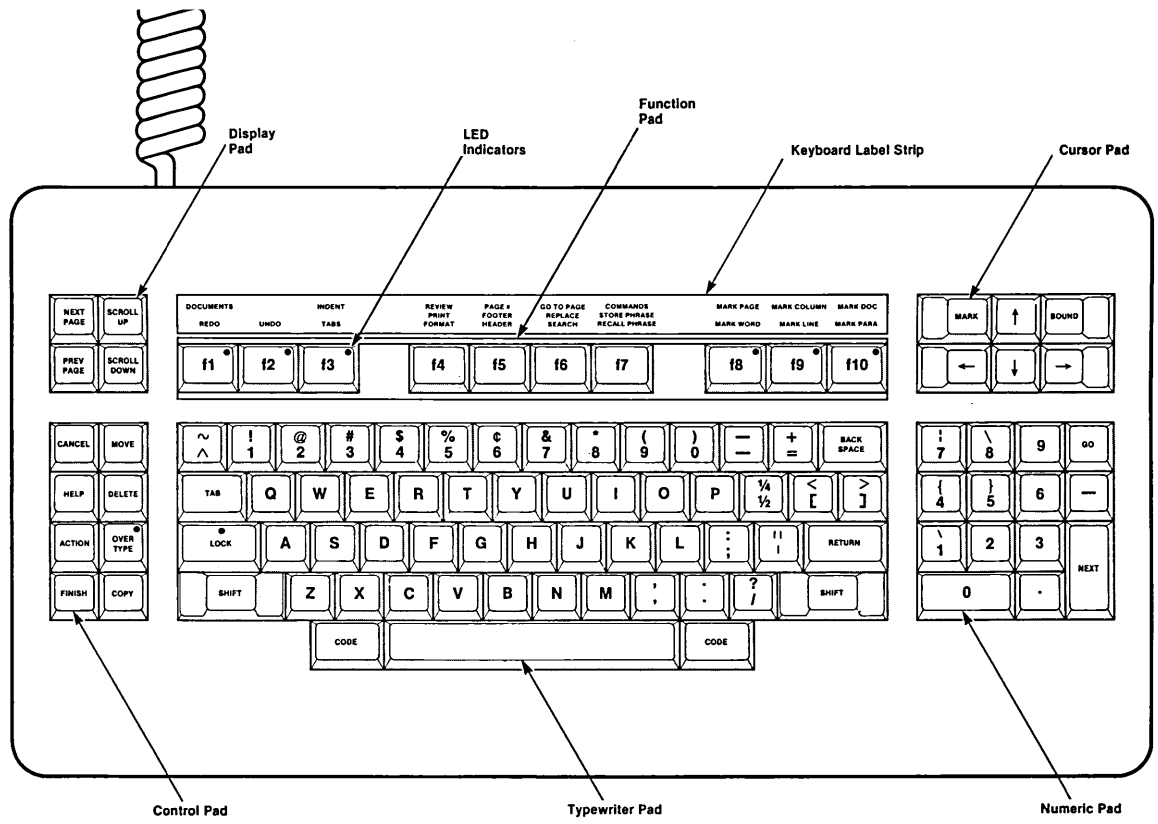 Function
Pad
Display
Pad
LED
Indicators
Keyboard Label Strip
Cursor Pad
NEXT
PAGE
SCROLL
UP
PREV
PAGE
SCROLL
DOWN
DOCUMENTS INDENT REVIEW PAGE # GO TO PAGE COMMANDS MARK PAGE MARK COLUMN MARK DOC
PRINT FOOTER REPLACE STORE PHRASE
REDO UNDO TABS FORMAT HEADER SEARCH RECALL PHRASE MARK WORD MARK LINE MARK PARA
f1 f2 f3 f4 f5 f6 f7 f8 f9 f10
MARK ↑ BOUND
← ↓ →
CANCEL MOVE
HELP DELETE
ACTION OVER
TYPE
FINISH COPY
~ ! @ # $ % ¢ & * ( ) — + BACK
SPACE
^ 1 2 3 4 5 6 7 8 9 0 — =
TAB Q W E R T Y U I O P ¼ < >
½ [ ]
LOCK A S D F G H J K L : " RETURN
; '
SHIFT Z X C V B N M , . ? SHIFT
, . /
CODE CODE
¦ \ 9 GO
7 8
{ } 6 —
4 5
\ 2 3 NEXT
1
0 .
Control Pad
Typewriter Pad
Numeric Pad